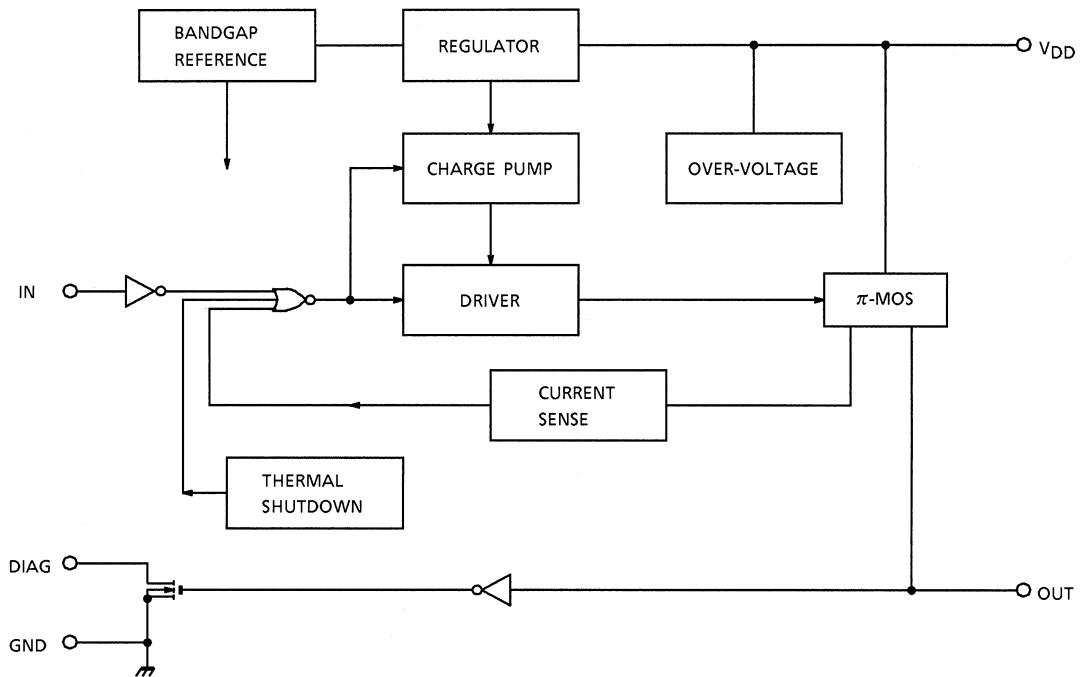 BANDGAP
REFERENCE
REGULATOR
VDD
CHARGE PUMP
OVER-VOLTAGE
IN
DRIVER
π-MOS
CURRENT
SENSE
THERMAL
SHUTDOWN
DIAG
OUT
GND